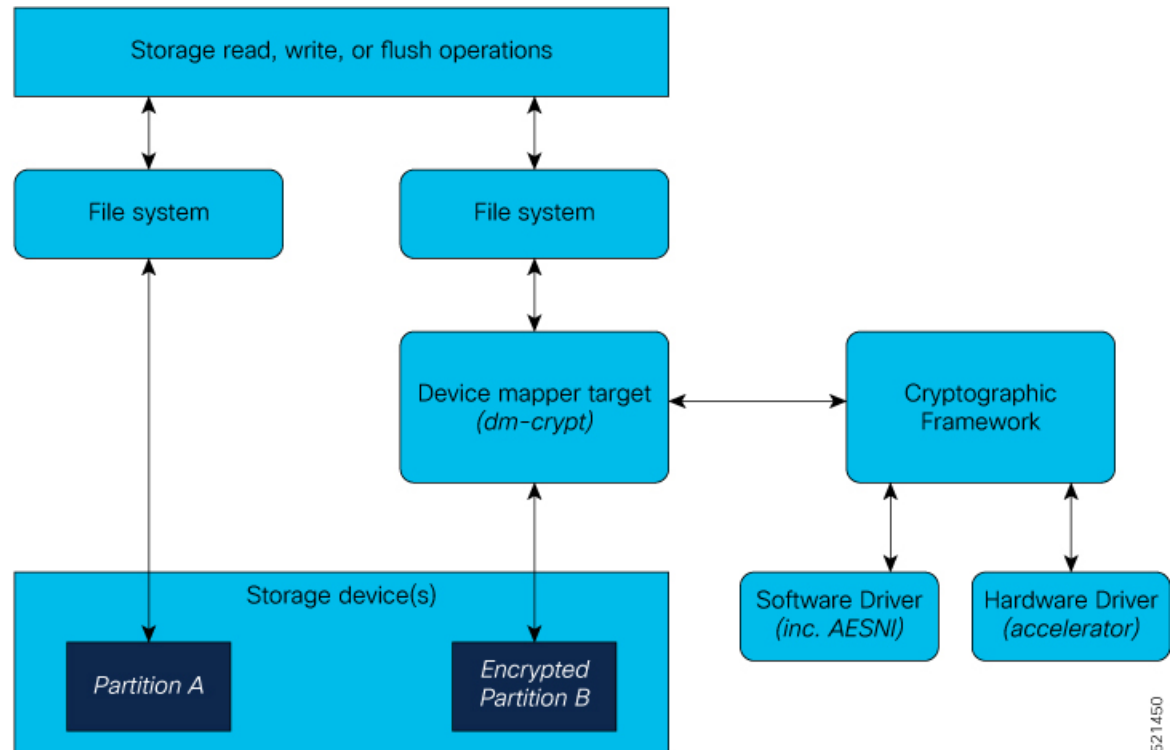 Storage read, write, or flush operations
File system
File system
Device mapper target
(dm-crypt)
Cryptographic
Framework
Storage device(s)
Software Driver
(inc. AESNI)
Hardware Driver
(accelerator)
Partition A
Encrypted
Partition B
521450